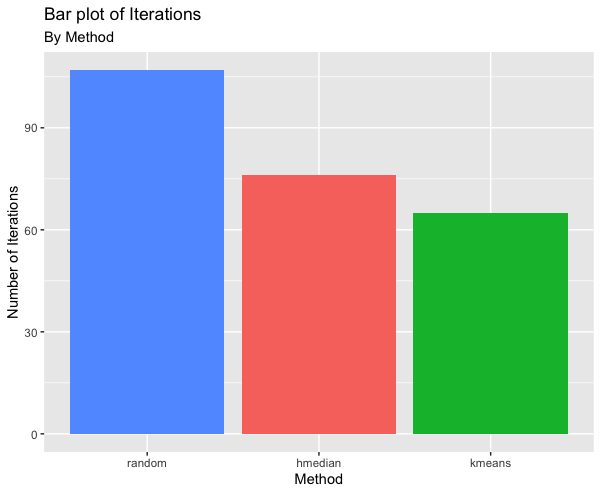 Bar plot of Iterations
By Method
Number of Iterations
90
60
30
0
random
hmedian
kmeans
Method